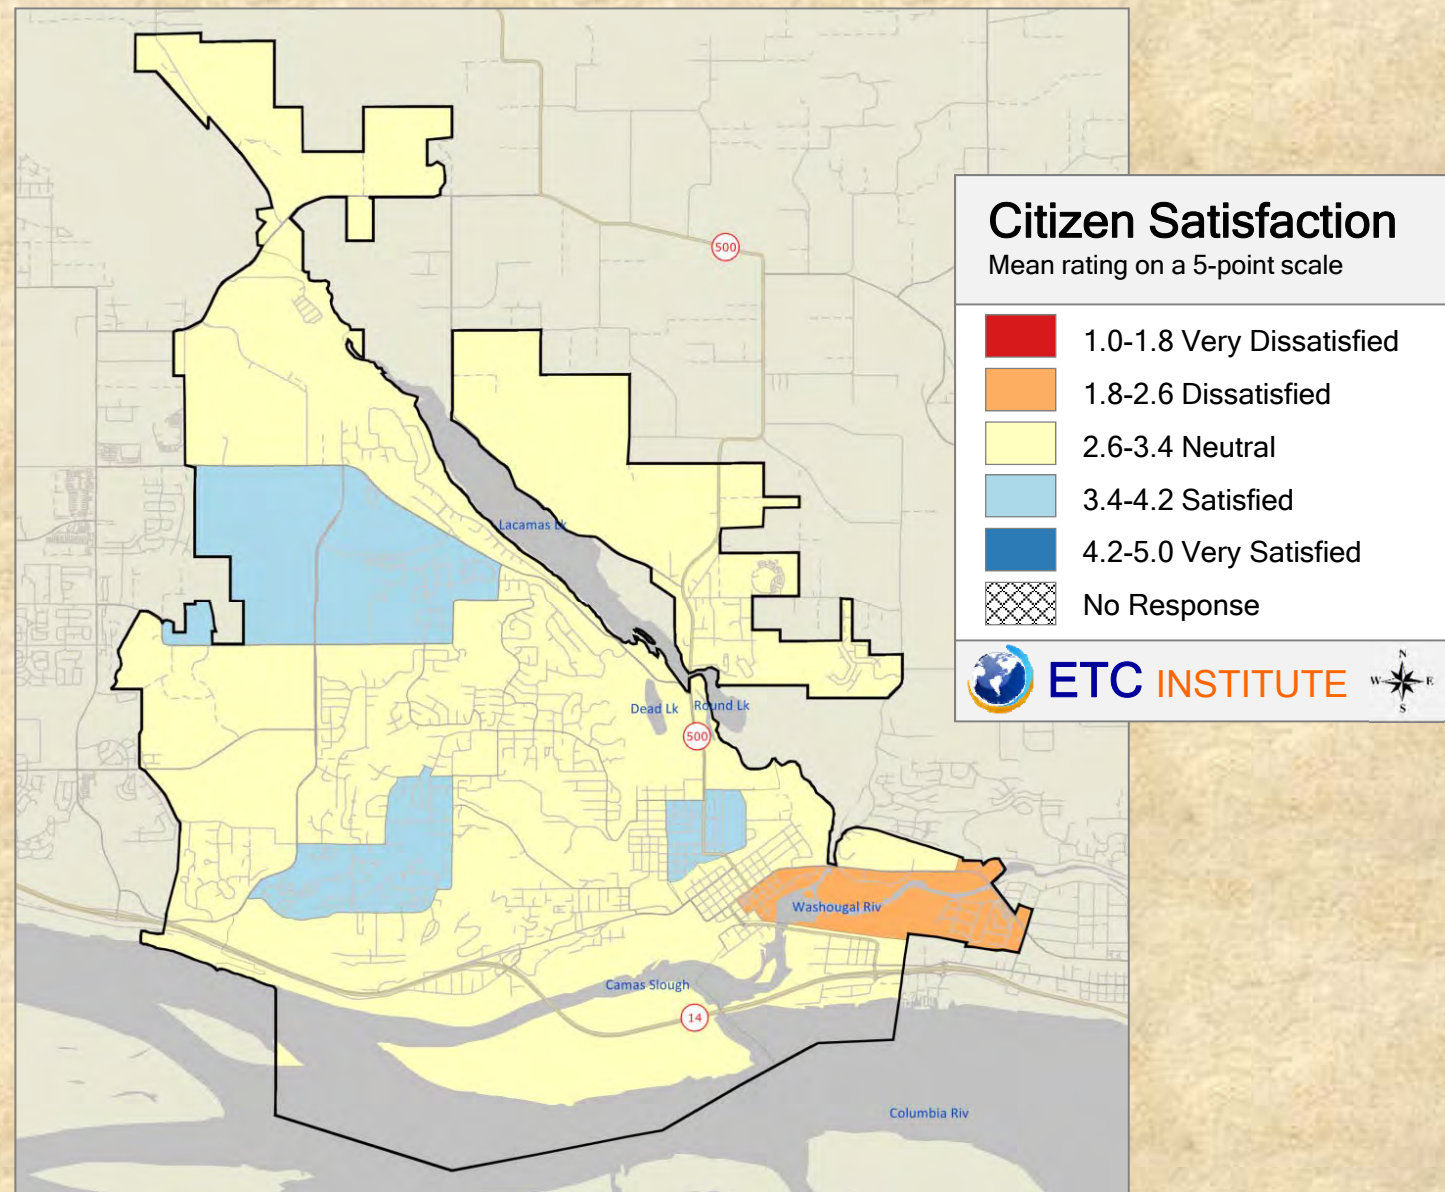 Citizen Satisfaction
Mean rating on a 5-point scale
1.0-1.8 Very Dissatisfied
1.8-2.6 Dissatisfied
2.6-3.4 Neutral
3.4-4.2 Satisfied
4.2-5.0 Very Satisfied
No Response
ETC INSTITUTE
N
W E
S
500
Lacamas Lk
Dead Lk
Round Lk
500
Washougal Riv
Camas Slough
14
Columbia Riv